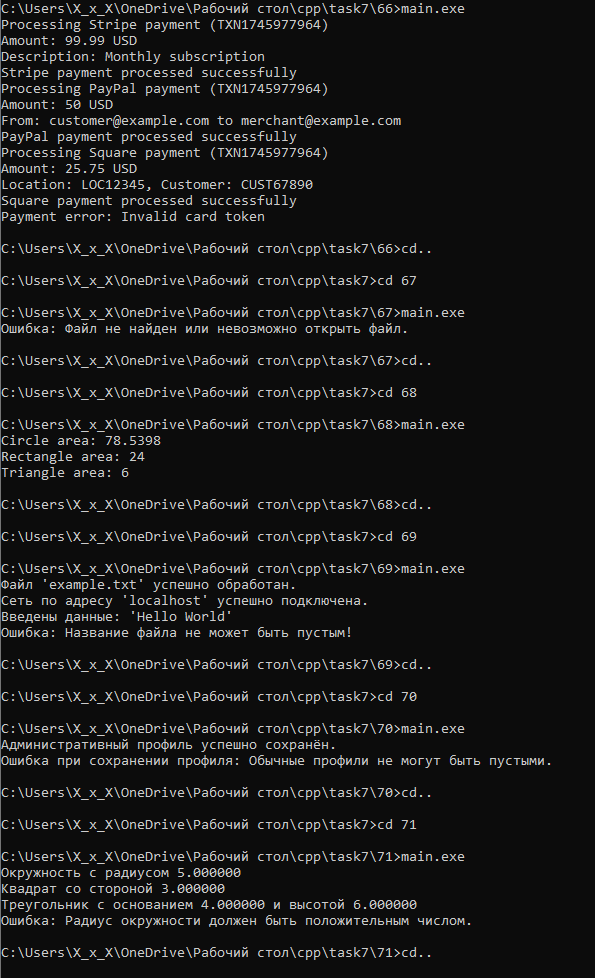 C:\Users\X_x_X\OneDrive\Рабочий стол\cpp\task7\66>main.exe
Processing Stripe payment (TXN1745977964)
Amount: 99.99 USD
Description: Monthly subscription
Stripe payment processed successfully
Processing PayPal payment (TXN1745977964)
Amount: 50 USD
From: customer@example.com to merchant@example.com
PayPal payment processed successfully
Processing Square payment (TXN1745977964)
Amount: 25.75 USD
Location: LOC12345, Customer: CUST67890
Square payment processed successfully
Payment error: Invalid card token
C:\Users\X_x_X\OneDrive\Рабочий стол\cpp\task7\66>cd..
C:\Users\X_x_X\OneDrive\Рабочий стол\cpp\task7>cd 67
C:\Users\X_x_X\OneDrive\Рабочий стол\cpp\task7\67>main.exe
Ошибка: Файл не найден или невозможно открыть файл.
C:\Users\X_x_X\OneDrive\Рабочий стол\cpp\task7\67>cd..
C:\Users\X_x_X\OneDrive\Рабочий стол\cpp\task7>cd 68
C:\Users\X_x_X\OneDrive\Рабочий стол\cpp\task7\68>main.exe
Circle area: 78.5398
Rectangle area: 24
Triangle area: 6
C:\Users\X_x_X\OneDrive\Рабочий стол\cpp\task7\68>cd..
C:\Users\X_x_X\OneDrive\Рабочий стол\cpp\task7>cd 69
C:\Users\X_x_X\OneDrive\Рабочий стол\cpp\task7\69>main.exe
Файл 'example.txt' успешно обработан.
Сеть по адресу 'localhost' успешно подключена.
Введены данные: 'Hello World'
Ошибка: Название файла не может быть пустым!
C:\Users\X_x_X\OneDrive\Рабочий стол\cpp\task7\69>cd..
C:\Users\X_x_X\OneDrive\Рабочий стол\cpp\task7>cd 70
C:\Users\X_x_X\OneDrive\Рабочий стол\cpp\task7\70>main.exe
Административный профиль успешно сохранён.
Ошибка при сохранении профиля: Обычные профили не могут быть пустыми.
C:\Users\X_x_X\OneDrive\Рабочий стол\cpp\task7\70>cd..
C:\Users\X_x_X\OneDrive\Рабочий стол\cpp\task7>cd 71
C:\Users\X_x_X\OneDrive\Рабочий стол\cpp\task7\71>main.exe
Окружность с радиусом 5.000000
Квадрат со стороной 3.000000
Треугольник с основанием 4.000000 и высотой 6.000000
Ошибка: Радиус окружности должен быть положительным числом.
C:\Users\X_x_X\OneDrive\Рабочий стол\cpp\task7\71>cd..